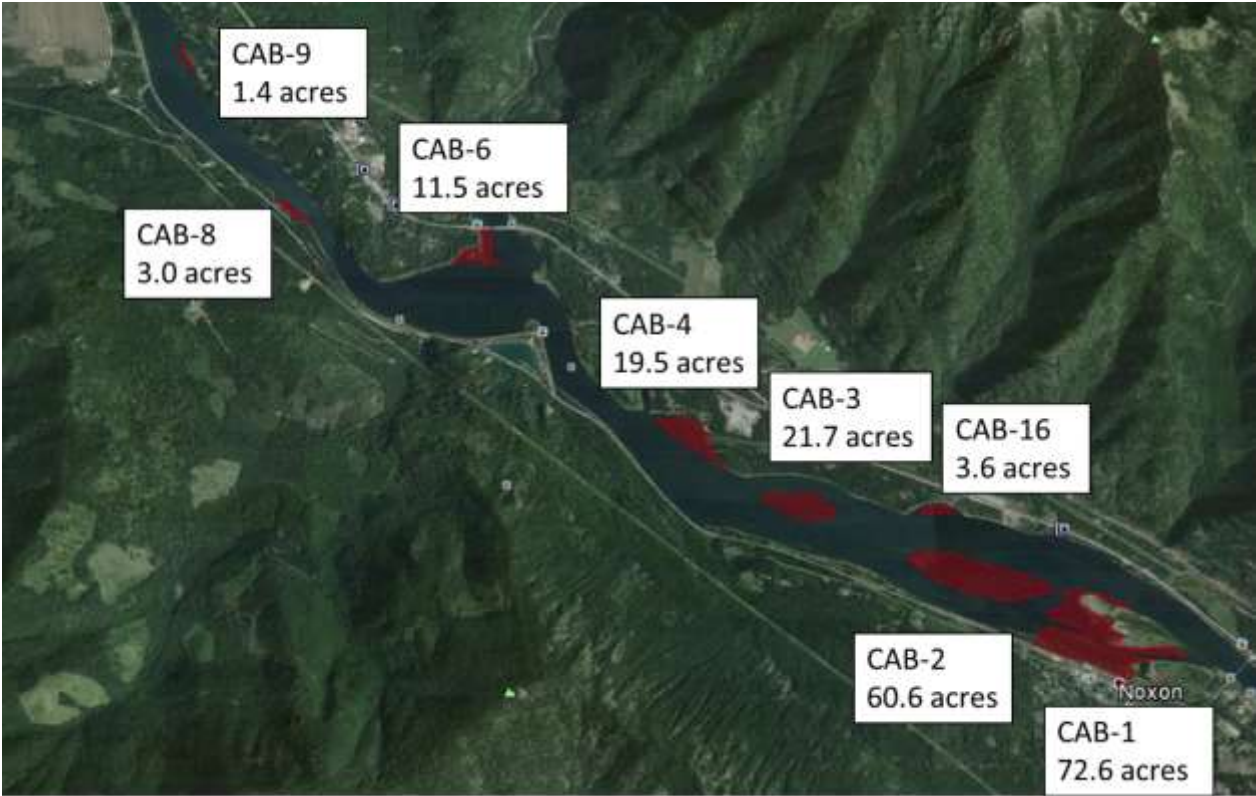 CAB-9
1.4 acres
CAB-6
11.5 acres
CAB-8
3.0 acres
CAB-4
19.5 acres
CAB-3
21.7 acres
CAB-16
3.6 acres
CAB-2
60.6 acres
Noxon
CAB-1
72.6 acres